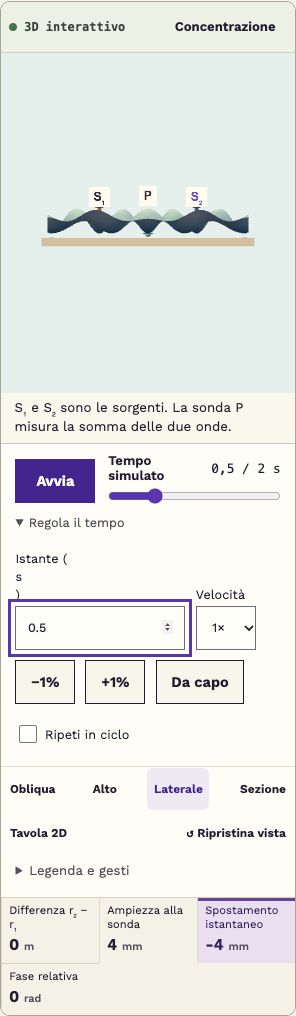 3D interattivo
Concentrazione
S₁ P S₂
S₁ e S₂ sono le sorgenti. La sonda P
misura la somma delle due onde.
Avvia
Tempo
simulato
0,5 / 2 s
▼ Regola il tempo
Istante (
s
)
Velocità
0.5
1×
−1%
+1%
Da capo
Ripeti in ciclo
Obliqua
Alto
Laterale
Sezione
Tavola 2D
↺ Ripristina vista
▶ Legenda e gesti
Differenza r₂ −
r₁
0 m
Ampiezza alla
sonda
4 mm
Spostamento
istantaneo
-4 mm
Fase relativa
0 rad